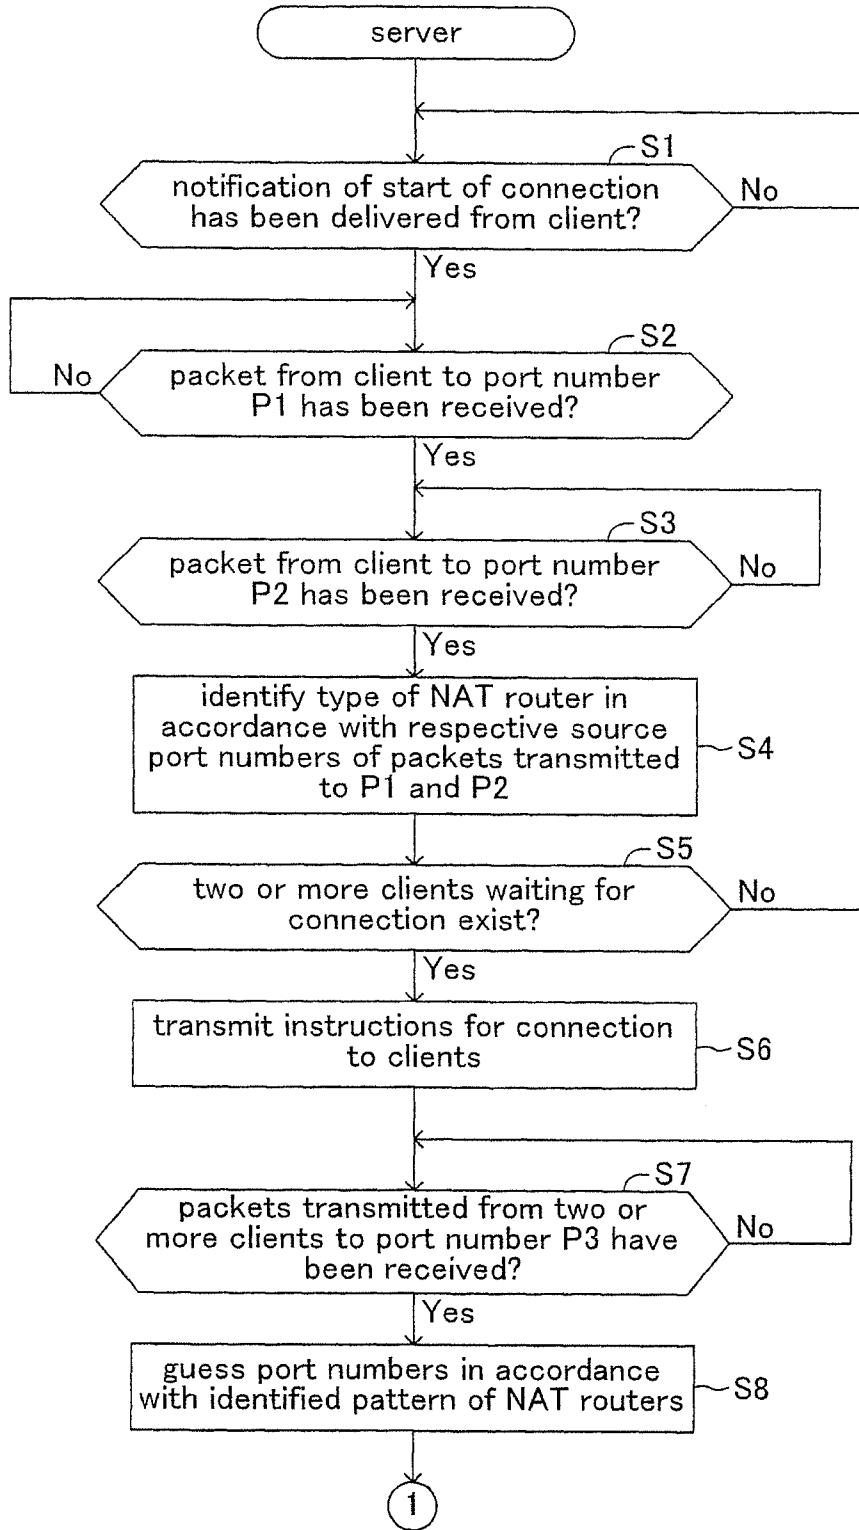 server
S1
notification of start of connection
has been delivered from client?
No
Yes
S2
No
packet from client to port number
P1 has been received?
Yes
S3
packet from client to port number
P2 has been received?
No
Yes
identify type of NAT router in
accordance with respective source
port numbers of packets transmitted
to P1 and P2
S4
S5
two or more clients waiting for
connection exist?
No
Yes
transmit instructions for connection
to clients
S6
S7
packets transmitted from two or
more clients to port number P3 have
been received?
No
Yes
guess port numbers in accordance
with identified pattern of NAT routers
S8
1